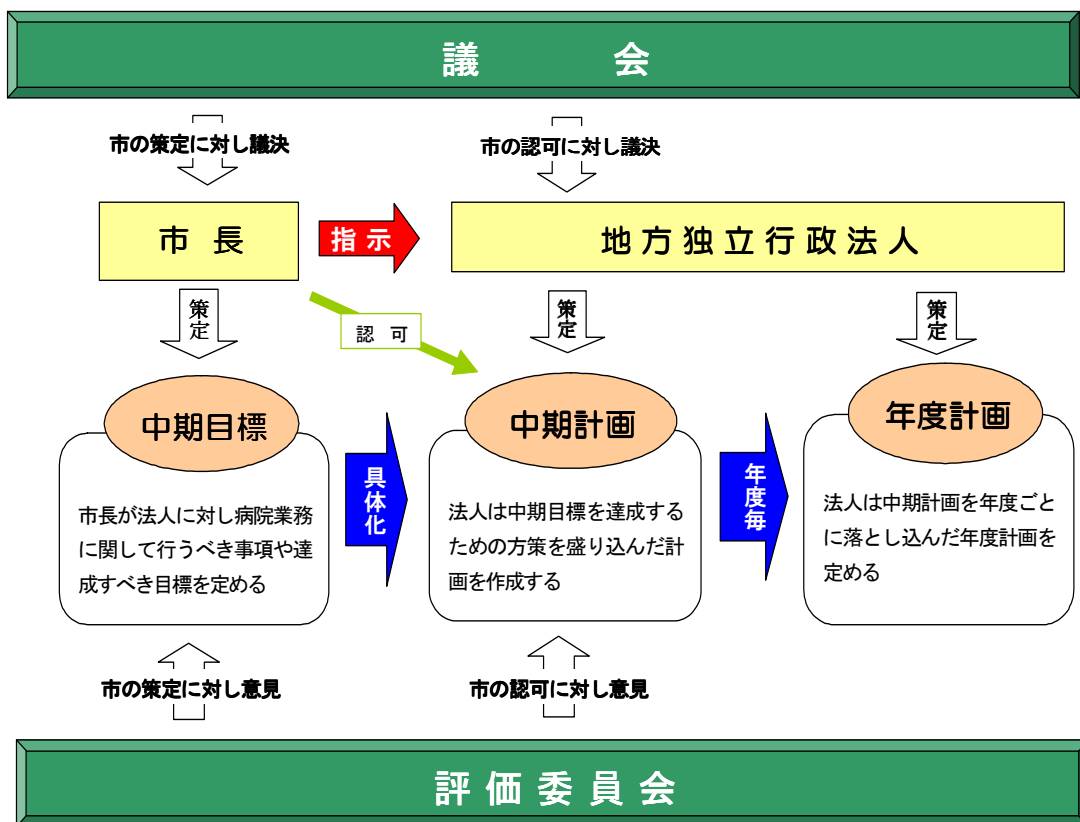 議会
市の策定に対し議決
市の認可に対し議決
市長
指示
地方独立行政法人
策定
認可
策定
策定
中期目標
市長が法人に対し病院業務
に関して行うべき事項や達
成すべき目標を定める
具体化
中期計画
法人は中期目標を達成する
ための方策を盛り込んだ計
画を作成する
年度毎
年度計画
法人は中期計画を年度ごと
に落とし込んだ年度計画を
定める
市の策定に対し意見
市の認可に対し意見
評価委員会